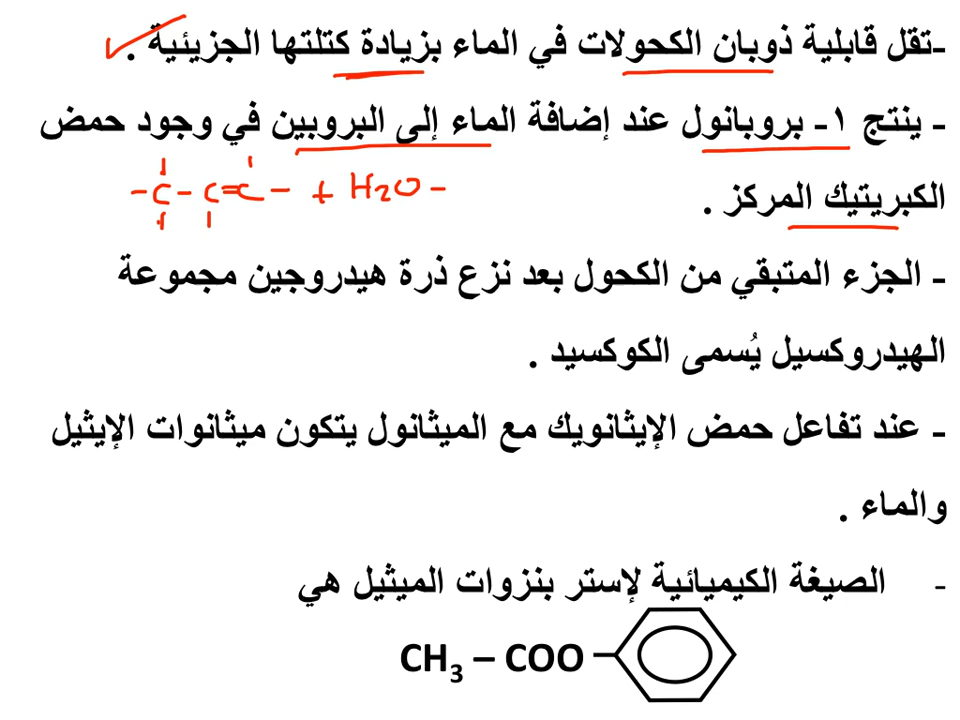 -تقل قابلية ذوبان الكحولات في الماء بزيادة كتلتها الجزيئية .
- ينتج ١- بروبانول عند إضافة الماء إلى البروبين في وجود حمض
-C-C=C- + H2O -
الكبريتيك المركز .
- الجزء المتبقي من الكحول بعد نزع ذرة هيدروجين مجموعة
الهيدروكسيل يُسمى الكوكسيد .
- عند تفاعل حمض الإيثانويك مع الميثانول يتكون ميثانوات الإيثيل
والماء .
- الصيغة الكيميائية لإستر بنزوات الميثيل هي
CH₃ – COO